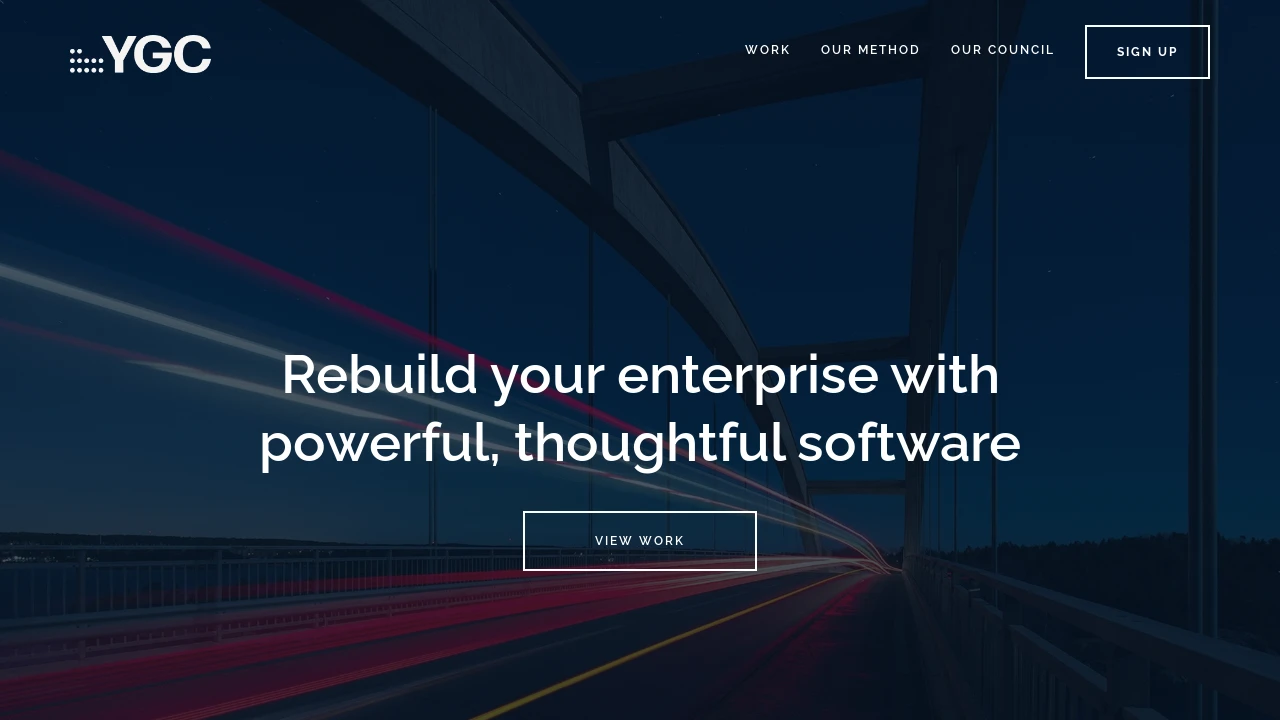 YGC
WORK
OUR METHOD
OUR COUNCIL
SIGN UP
Rebuild your enterprise with
powerful, thoughtful software
VIEW WORK